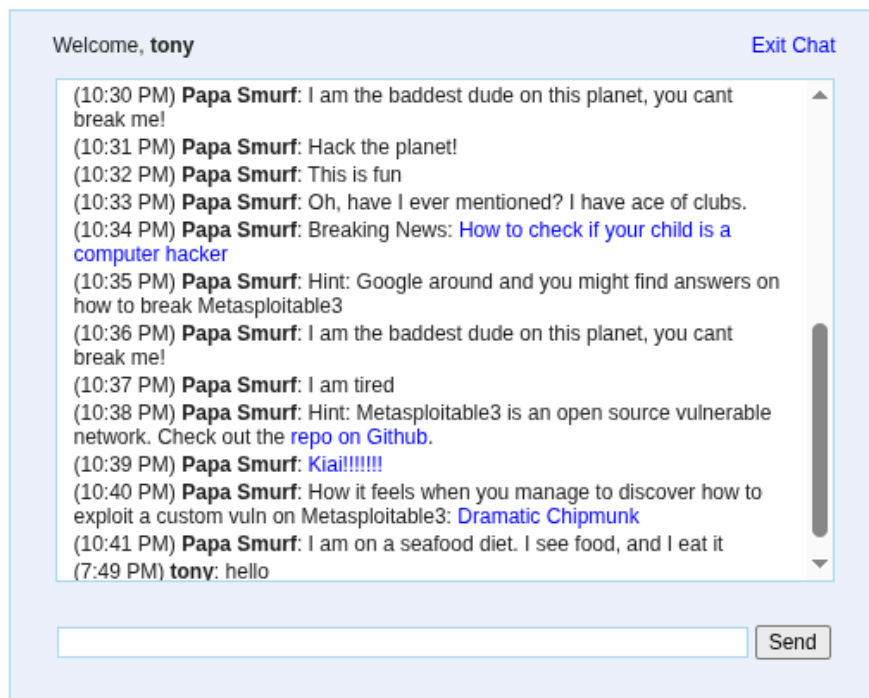 Welcome, tony
Exit Chat
(10:30 PM) Papa Smurf: I am the baddest dude on this planet, you cant
break me!
(10:31 PM) Papa Smurf: Hack the planet!
(10:32 PM) Papa Smurf: This is fun
(10:33 PM) Papa Smurf: Oh, have I ever mentioned? I have ace of clubs.
(10:34 PM) Papa Smurf: Breaking News: How to check if your child is a
computer hacker
(10:35 PM) Papa Smurf: Hint: Google around and you might find answers on
how to break Metasploitable3
(10:36 PM) Papa Smurf: I am the baddest dude on this planet, you cant
break me!
(10:37 PM) Papa Smurf: I am tired
(10:38 PM) Papa Smurf: Hint: Metasploitable3 is an open source vulnerable
network. Check out the repo on Github.
(10:39 PM) Papa Smurf: Kiai!!!!!!!
(10:40 PM) Papa Smurf: How it feels when you manage to discover how to
exploit a custom vuln on Metasploitable3: Dramatic Chipmunk
(10:41 PM) Papa Smurf: I am on a seafood diet. I see food, and I eat it
(7:49 PM) tony: hello
Send